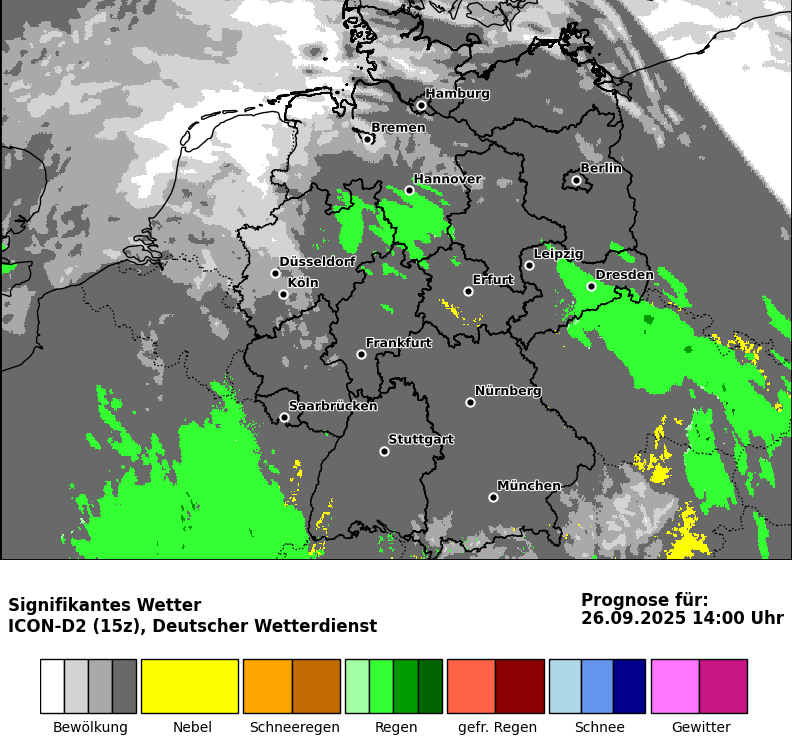 Hamburg
Bremen
Hannover
Berlin
Düsseldorf
Köln
Leipzig
Dresden
Erfurt
Frankfurt
Nürnberg
Saarbrücken
Stuttgart
München
Signifikantes Wetter
ICON-D2 (15z), Deutscher Wetterdienst
Prognose für:
26.09.2025 14:00 Uhr
Bewölkung
Nebel
Schneeregen
Regen
gefr. Regen
Schnee
Gewitter